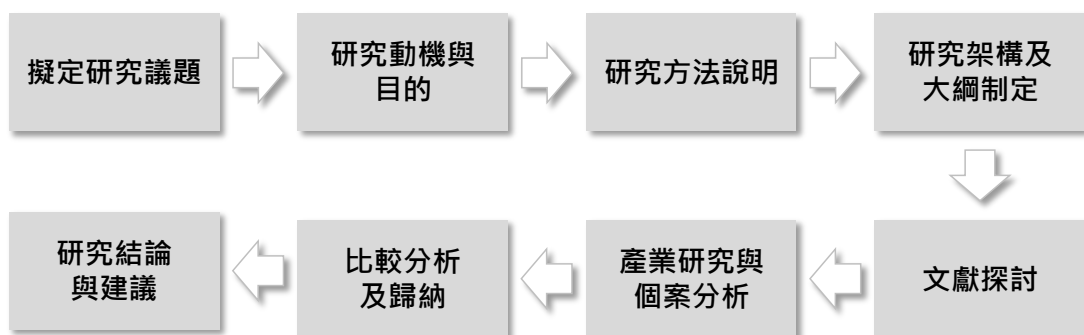 擬定研究議題
研究動機與
目的
研究方法說明
研究架構及
大綱制定
文獻探討
產業研究與
個案分析
比較分析
及歸納
研究結論
與建議